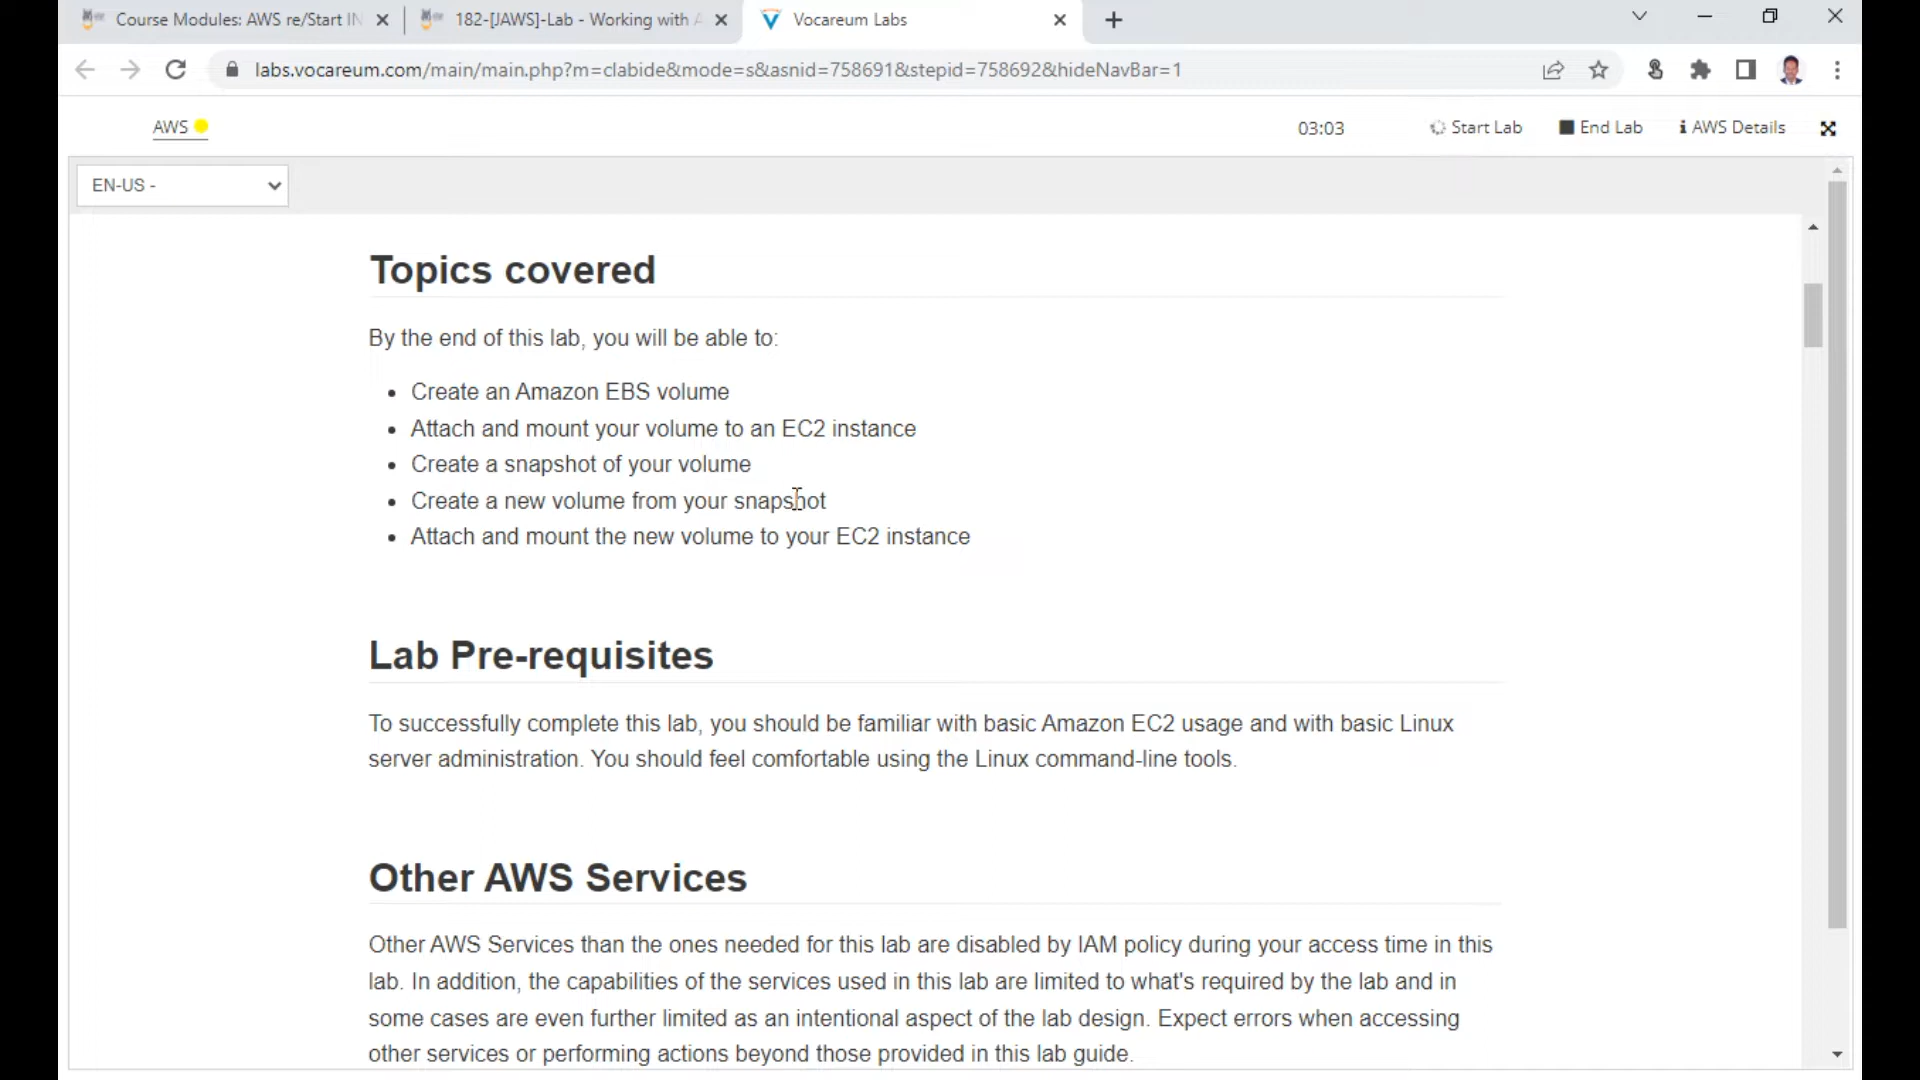 Course Modules: AWS re/Start IN
182-[JAWS]-Lab - Working with A
Vocareum Labs
labs.vocareum.com/main/main.php?m=clabide&mode=s&asnid=758691&stepid=758692&hideNavBar=1
AWS
03:03
Start Lab
End Lab
AWS Details
EN-US -
Topics covered
By the end of this lab, you will be able to:
• Create an Amazon EBS volume
• Attach and mount your volume to an EC2 instance
• Create a snapshot of your volume
• Create a new volume from your snapshot
• Attach and mount the new volume to your EC2 instance
Lab Pre-requisites
To successfully complete this lab, you should be familiar with basic Amazon EC2 usage and with basic Linux
server administration. You should feel comfortable using the Linux command-line tools.
Other AWS Services
Other AWS Services than the ones needed for this lab are disabled by IAM policy during your access time in this
lab. In addition, the capabilities of the services used in this lab are limited to what's required by the lab and in
some cases are even further limited as an intentional aspect of the lab design. Expect errors when accessing
other services or performing actions beyond those provided in this lab guide.